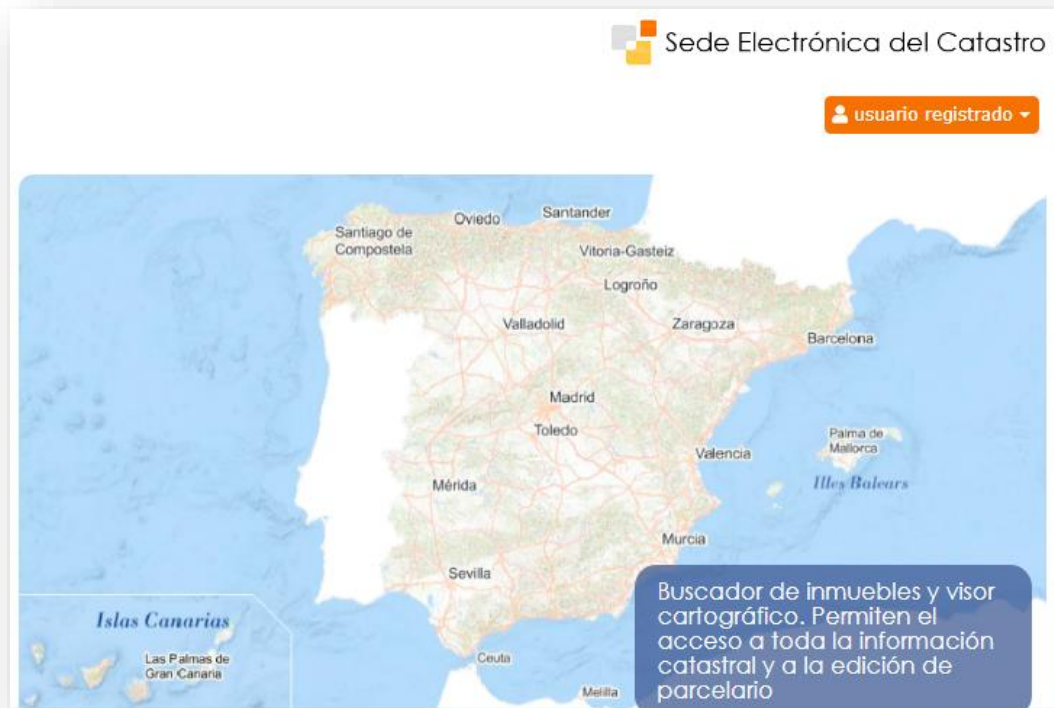 Sede Electrónica del Catastro
usuario registrado
Oviedo
Santander
Santiago de
Compostela
Vitoria-Gasteiz
Logroño
Valladolid
Zaragoza
Barcelona
Madrid
Toledo
Palma de
Mallorca
Valencia
Illes Balears
Mérida
Murcia
Sevilla
Buscador de inmuebles y visor
cartográfico. Permiten el
acceso a toda la información
catastral y a la edición de
parcelario
Islas Canarias
Las Palmas de
Gran Canaria
Ceuta
Melilla